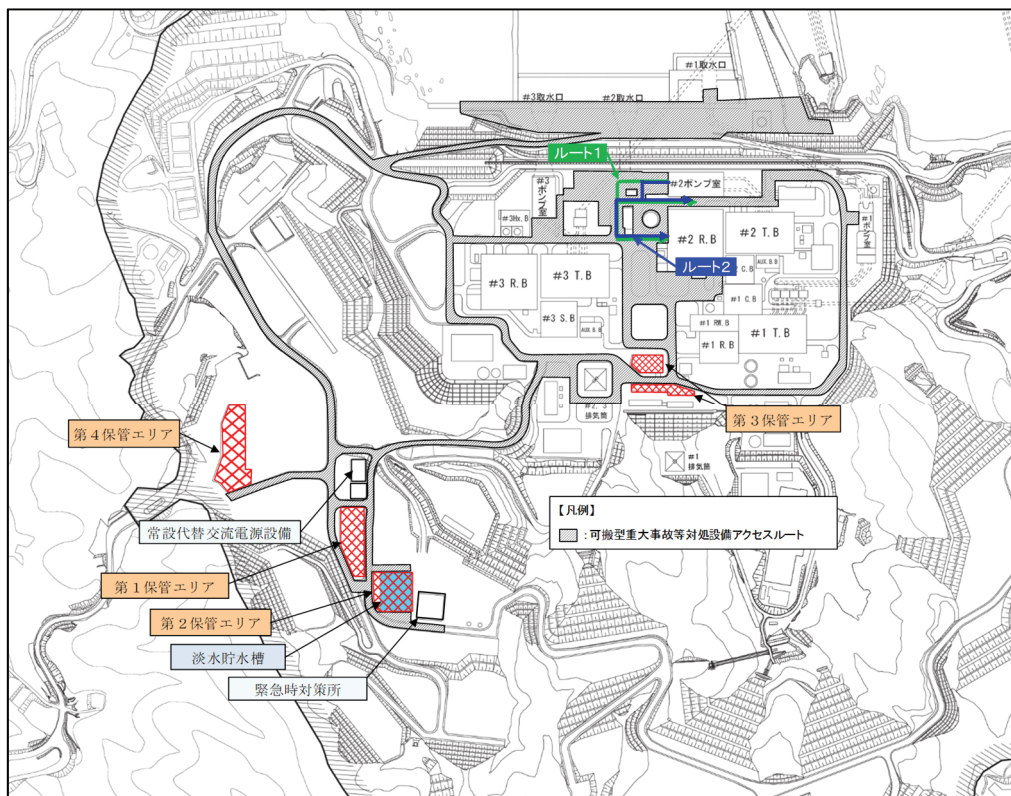 #1取水口
#3取水口
#2取水口
ルート1
#3
ポンプ室
#2ポンプ室
#3Hx.B
#1
ポンプ室
#2 R.B
#2 T.B
ルート2
C.B
AUX.B.B
#3 R.B
#3 T.B
#1 C.B
#3 S.B
AUX.B.B
#1 RW.B
#1 R.B
#1 T.B
#2,3
排気筒
第3保管エリア
第4保管エリア
#1
排気筒
【凡例】
:可搬型重大事故等対処設備アクセスルート
常設代替交流電源設備
第1保管エリア
第2保管エリア
淡水貯水槽
緊急時対策所